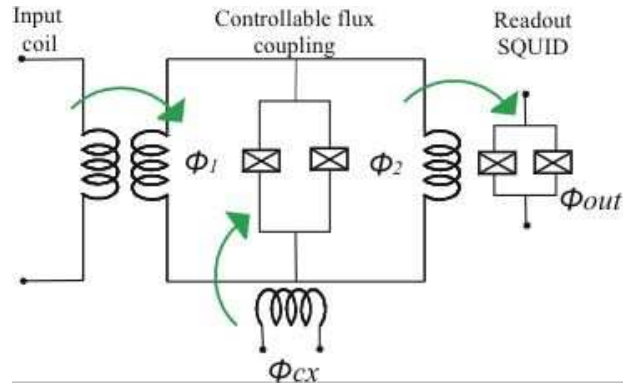 Input
coil
Controllable flux
coupling
Readout
SQUID
Φ1
Φ2
Φout
Φcx